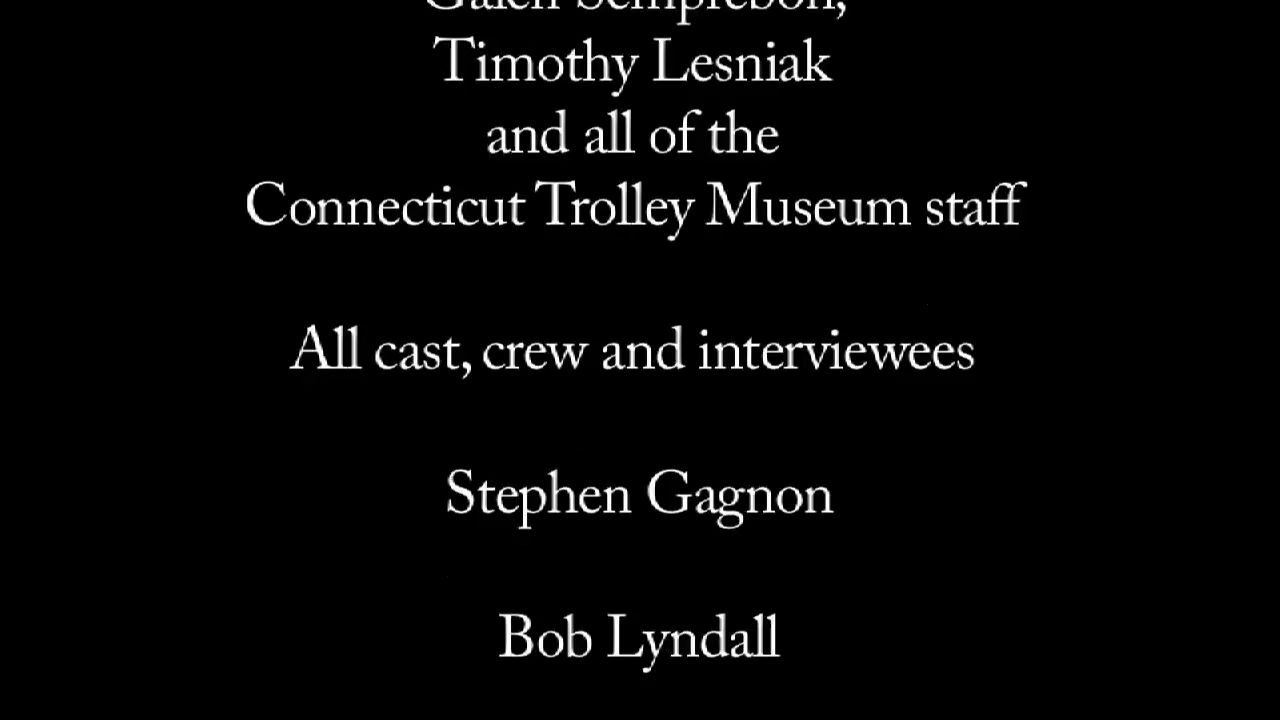 Galen Semprebon,
Timothy Lesniak
and all of the
Connecticut Trolley Museum staff
All cast, crew and interviewees
Stephen Gagnon
Bob Lyndall